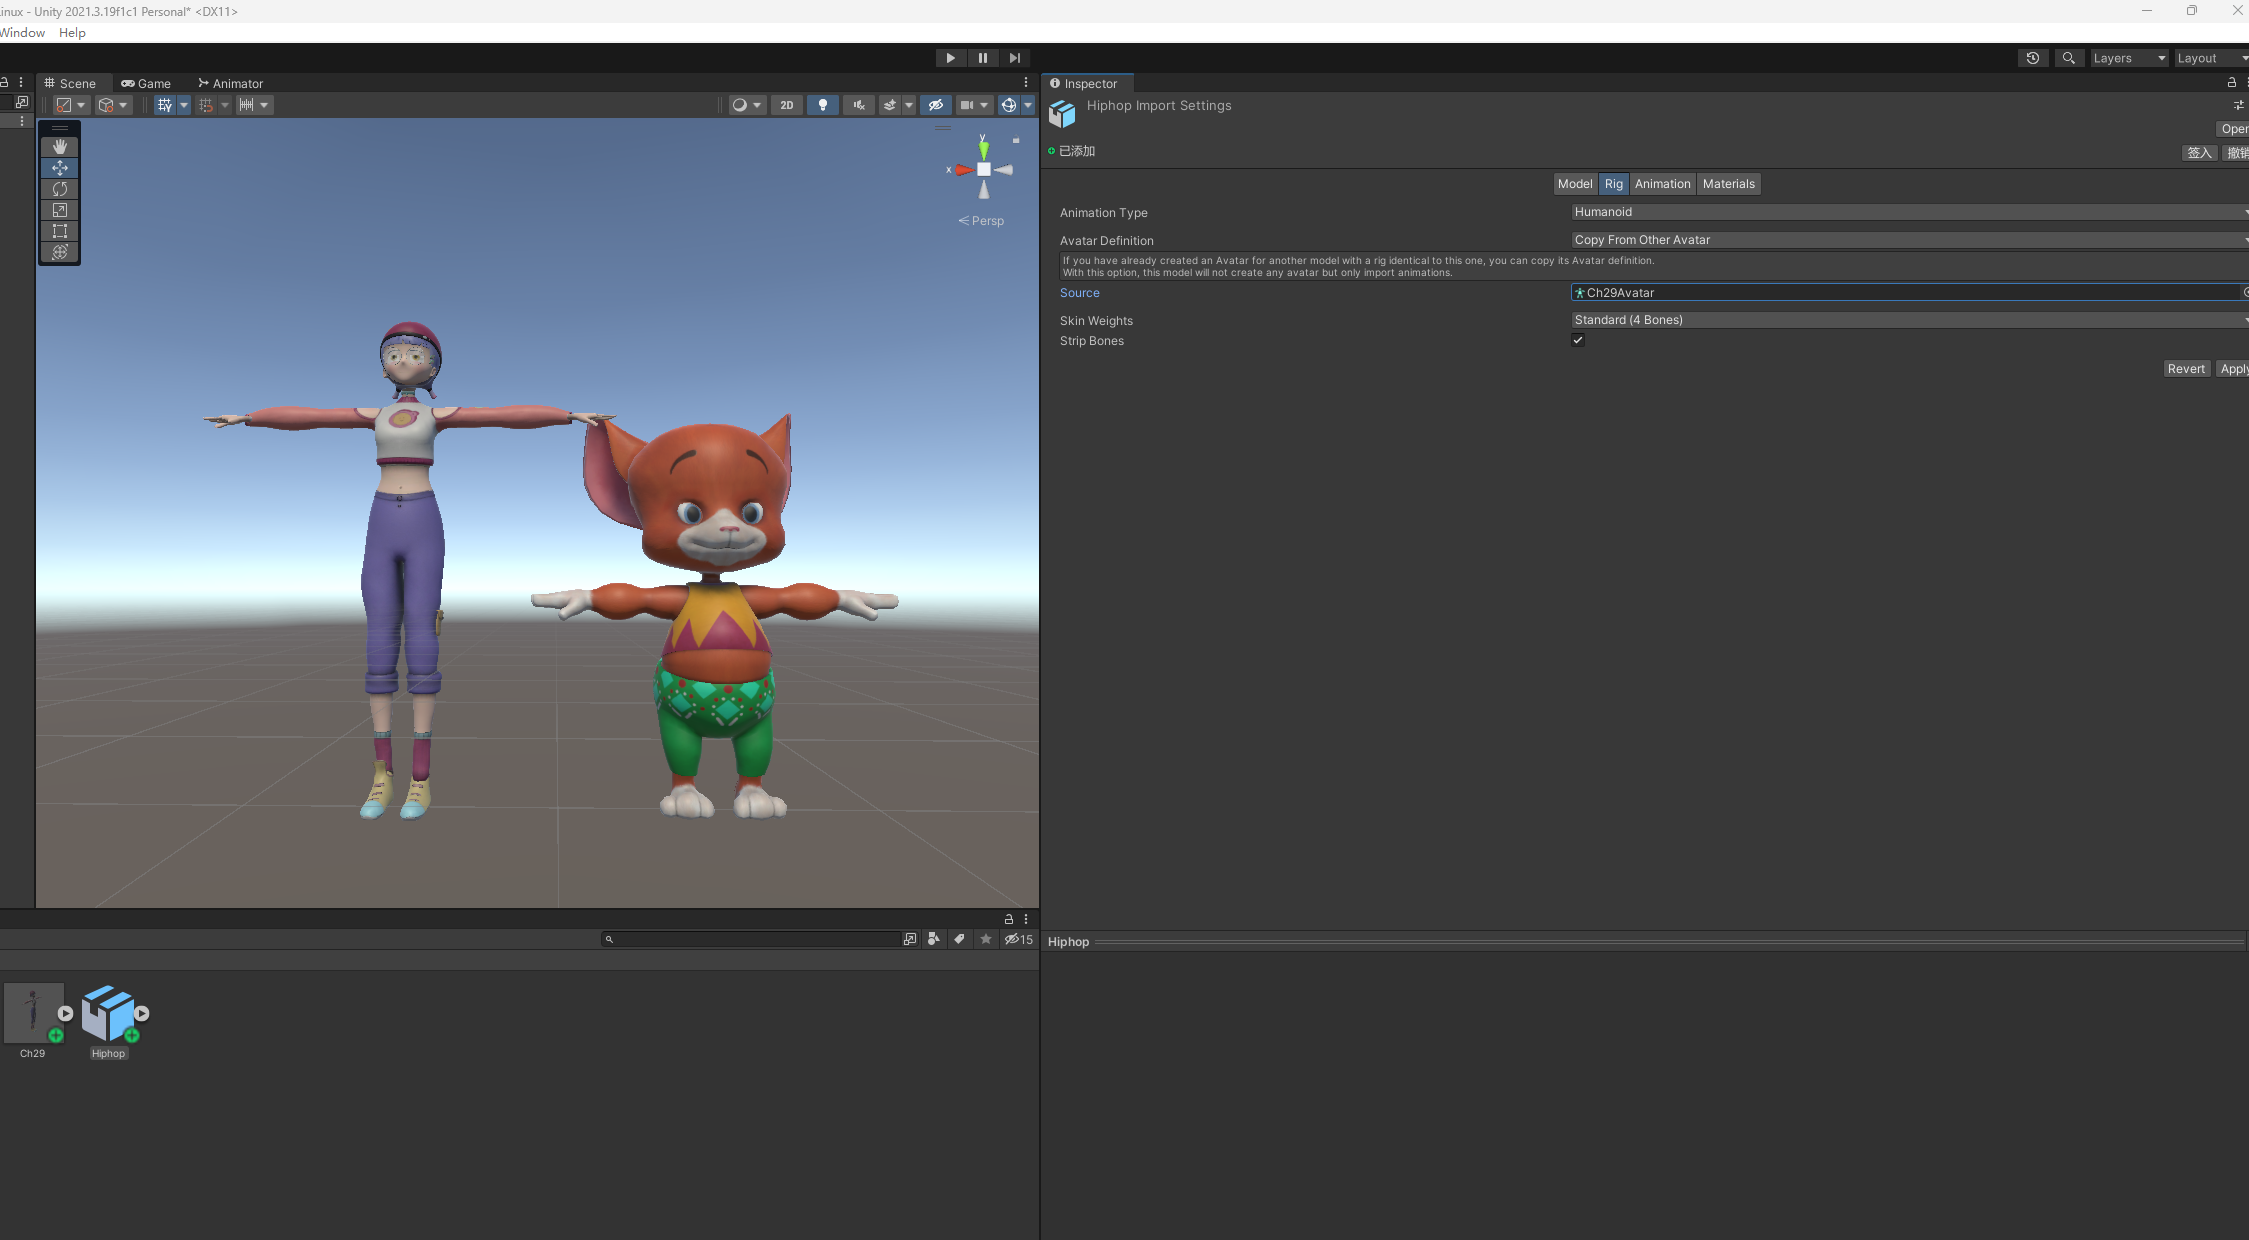 inux - Unity 2021.3.19f1c1 Personal* <DX11>
Window Help
Layers Layout
Scene Game Animator
Inspector
2D
Hiphop Import Settings
Open
已添加
签入 撤销
Model Rig Animation Materials
Animation Type Humanoid
Avatar Definition Copy From Other Avatar
If you have already created an Avatar for another model with a rig identical to this one, you can copy its Avatar definition.
With this option, this model will not create any avatar but only import animations.
Source Ch29Avatar
Skin Weights Standard (4 Bones)
Strip Bones
Revert Apply
y
x
Persp
15
Hiphop
Ch29
Hiphop